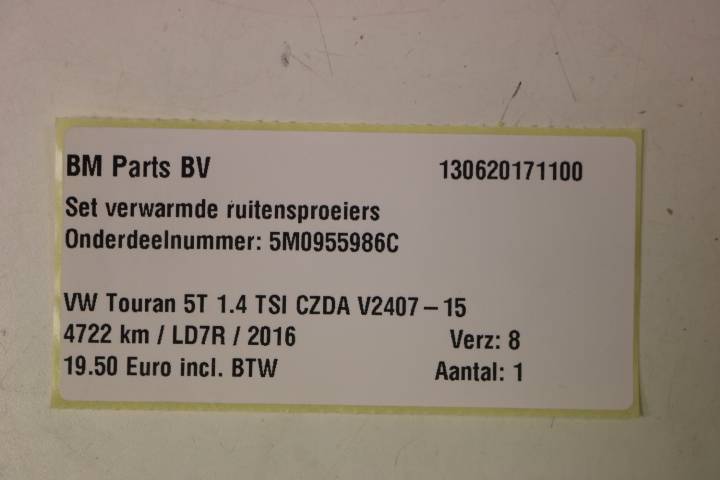 BM Parts BV 130620171100
Set verwarmde ruitensproeiers
Onderdeelnummer: 5M0955986C
VW Touran 5T 1.4 TSI CZDA V2407 – 15
4722 km / LD7R / 2016 Verz: 8
19.50 Euro incl. BTW Aantal: 1